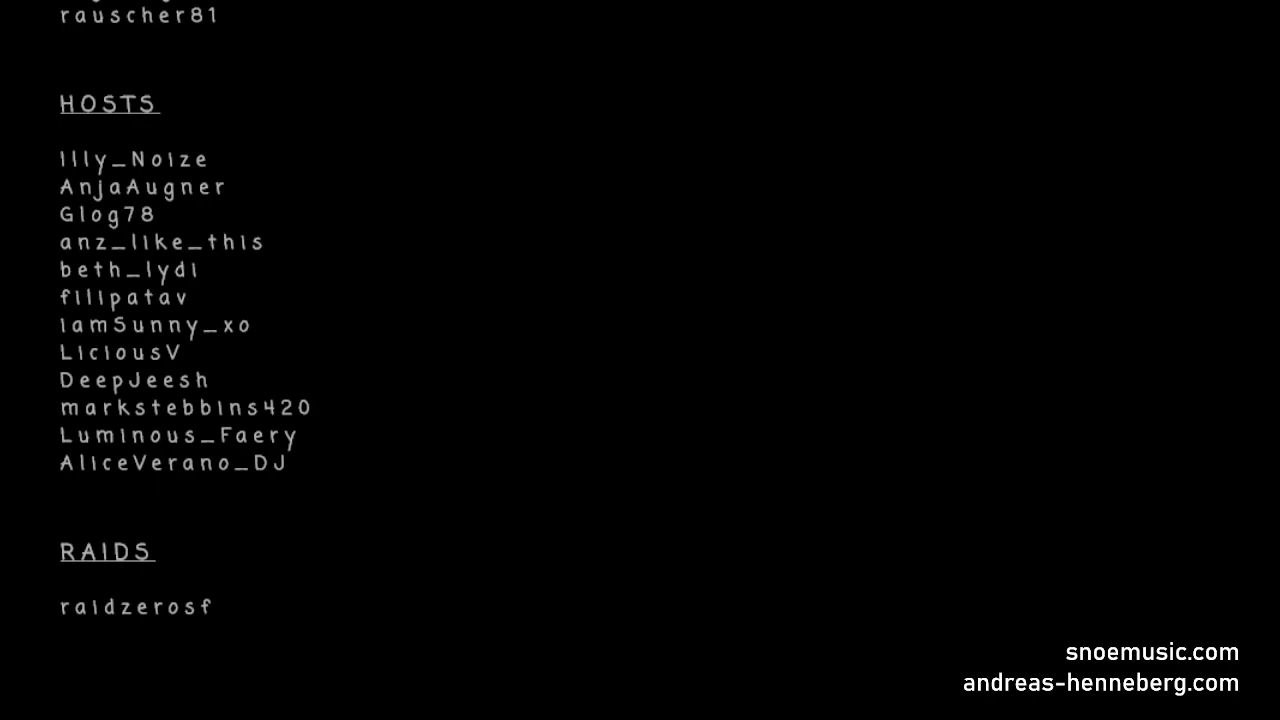 rauscher81
HOSTS
Illy_Noize
AnjaAugner
Glog78
anz_like_this
beth_lydi
filipatav
iamSunny_xo
LiciousV
DeepJeesh
markstebbins420
Luminous_Faery
AliceVerano_DJ
RAIDS
raidzerosf
snoemusic.com
andreas-henneberg.com